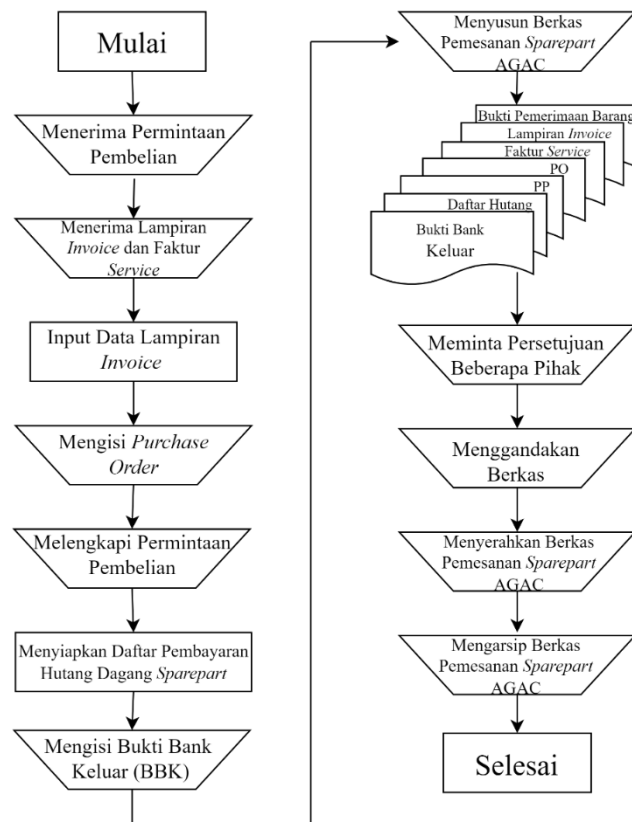 Mulai
Menerima Permintaan
Pembelian
Menerima Lampiran
Invoice dan Faktur
Service
Input Data Lampiran
Invoice
Mengisi Purchase
Order
Melengkapi Permintaan
Pembelian
Menyiapkan Daftar Pembayaran
Hutang Dagang Sparepart
Mengisi Bukti Bank
Keluar (BBK)
Menyusun Berkas
Pemesanan Sparepart
AGAC
Bukti Pemerimaan Barang
Lampiran Invoice
Faktur Service
PO
PP
Daftar Hutang
Bukti Bank
Keluar
Meminta Persetujuan
Beberapa Pihak
Menggandakan
Berkas
Menyerahkan Berkas
Pemesanan Sparepart
AGAC
Mengarsip Berkas
Pemesanan Sparepart
AGAC
Selesai